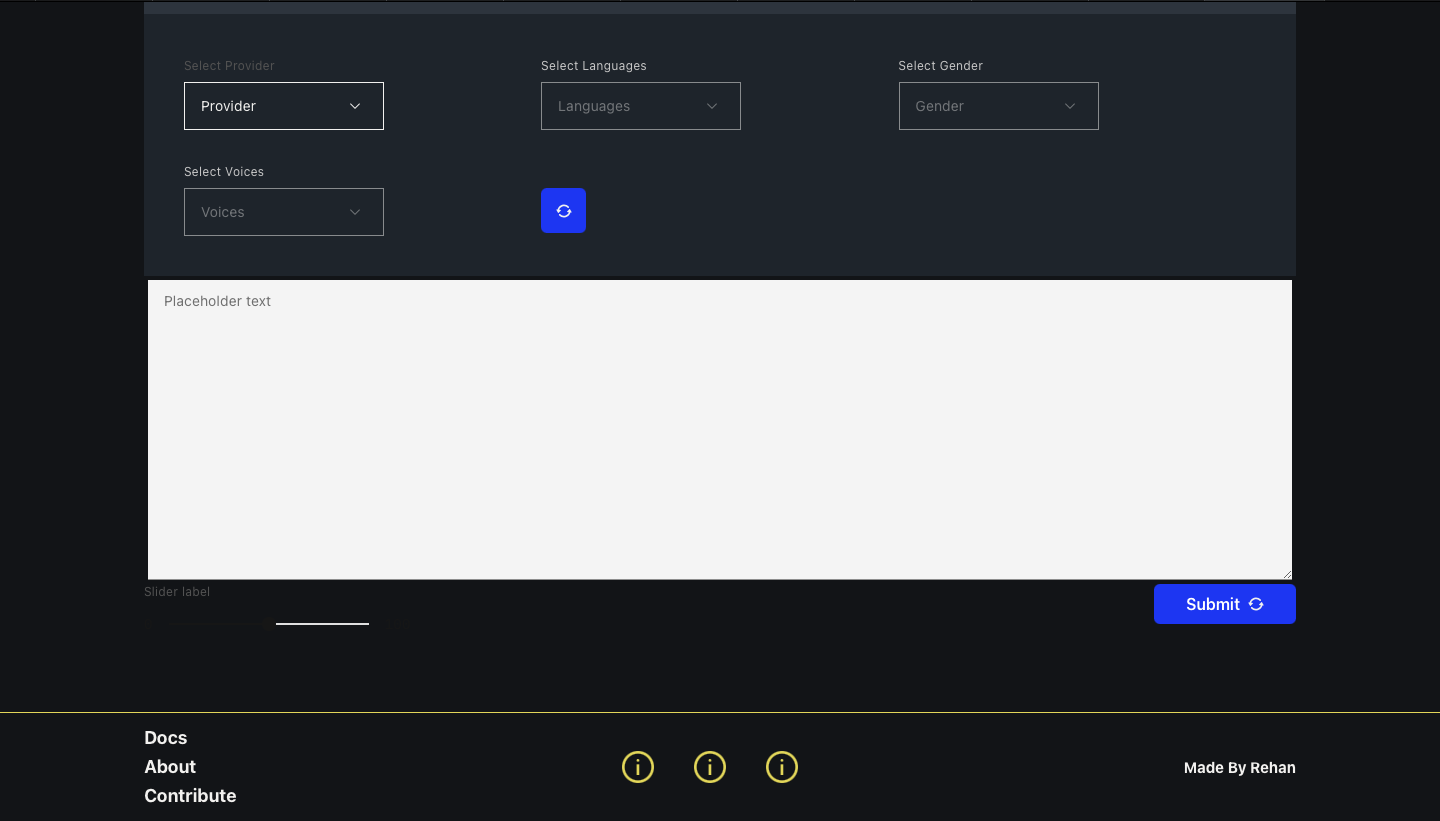 Select Provider
Select Languages
Select Gender
Provider
Languages
Gender
Select Voices
Voices
Placeholder text
Slider label
Submit
Docs
About
Contribute
Made By Rehan